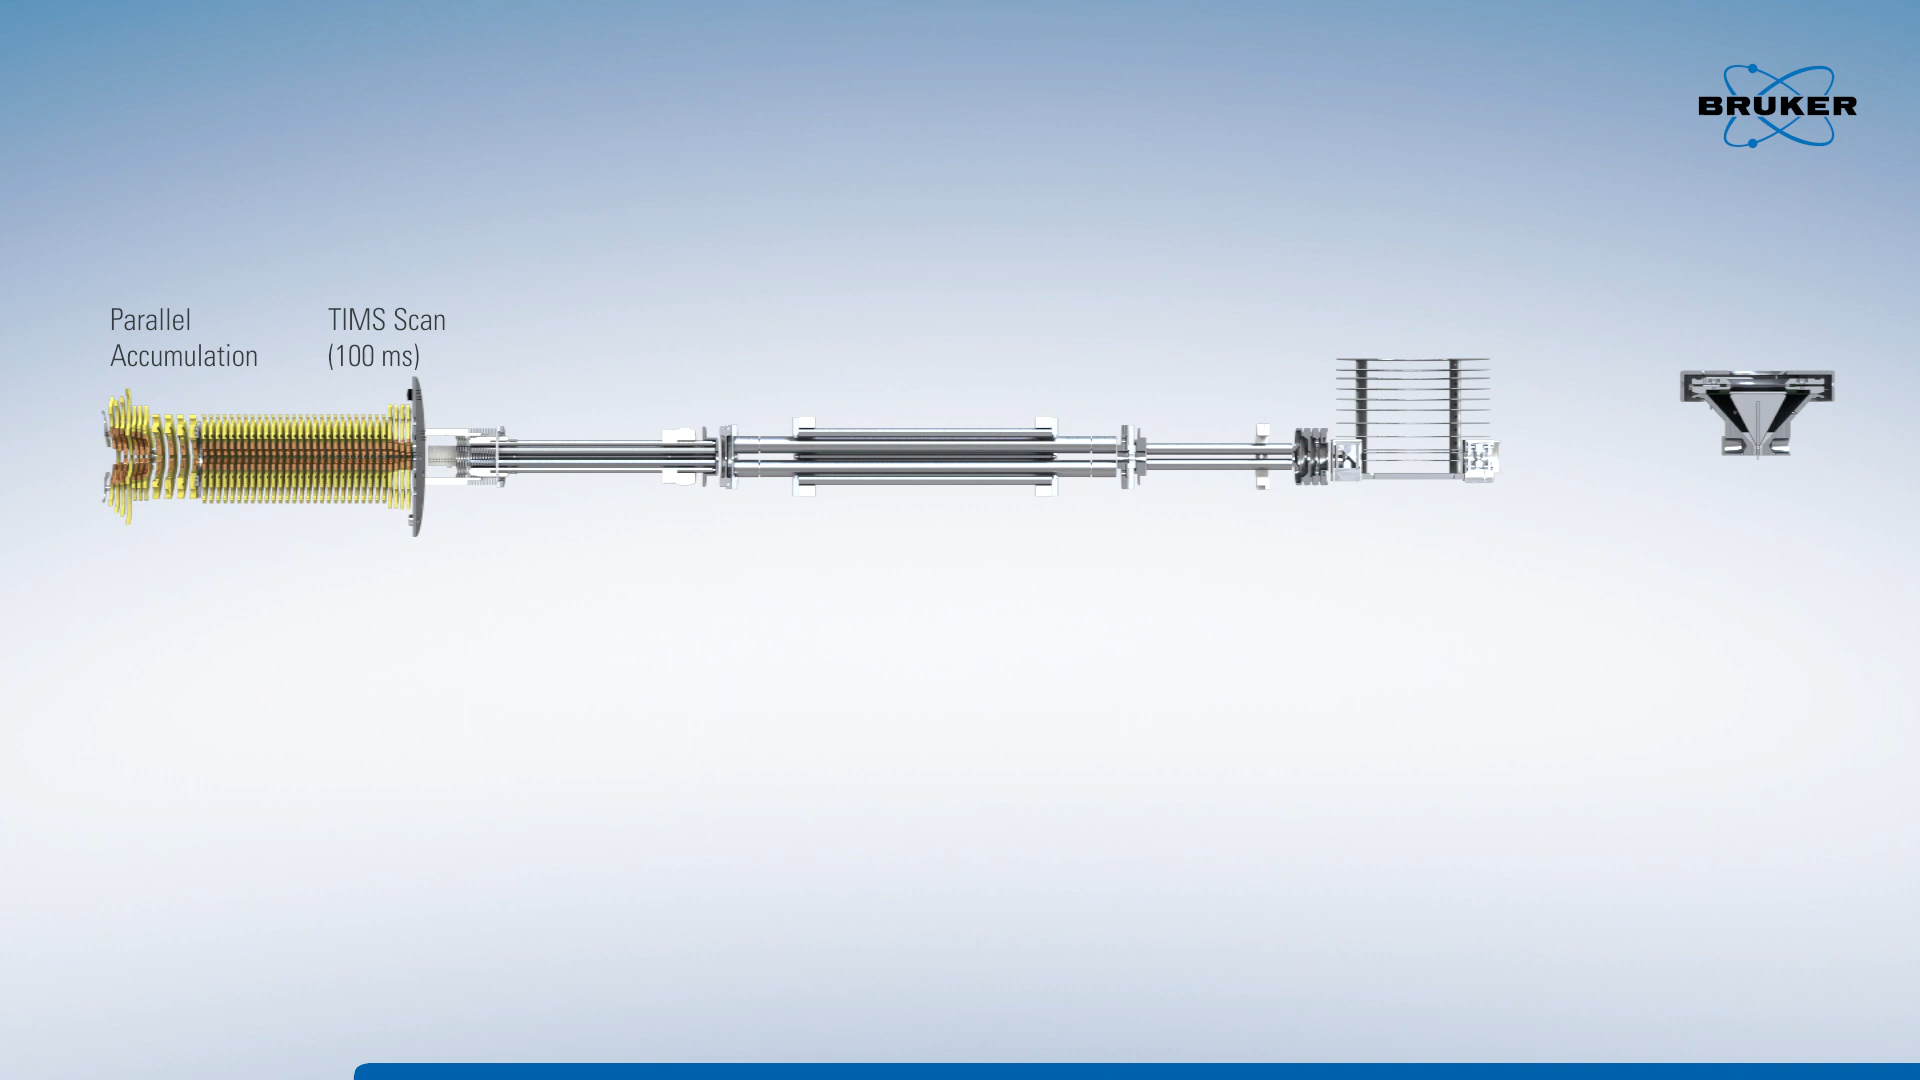 BRUKER
Parallel
Accumulation
TIMS Scan
(100 ms)